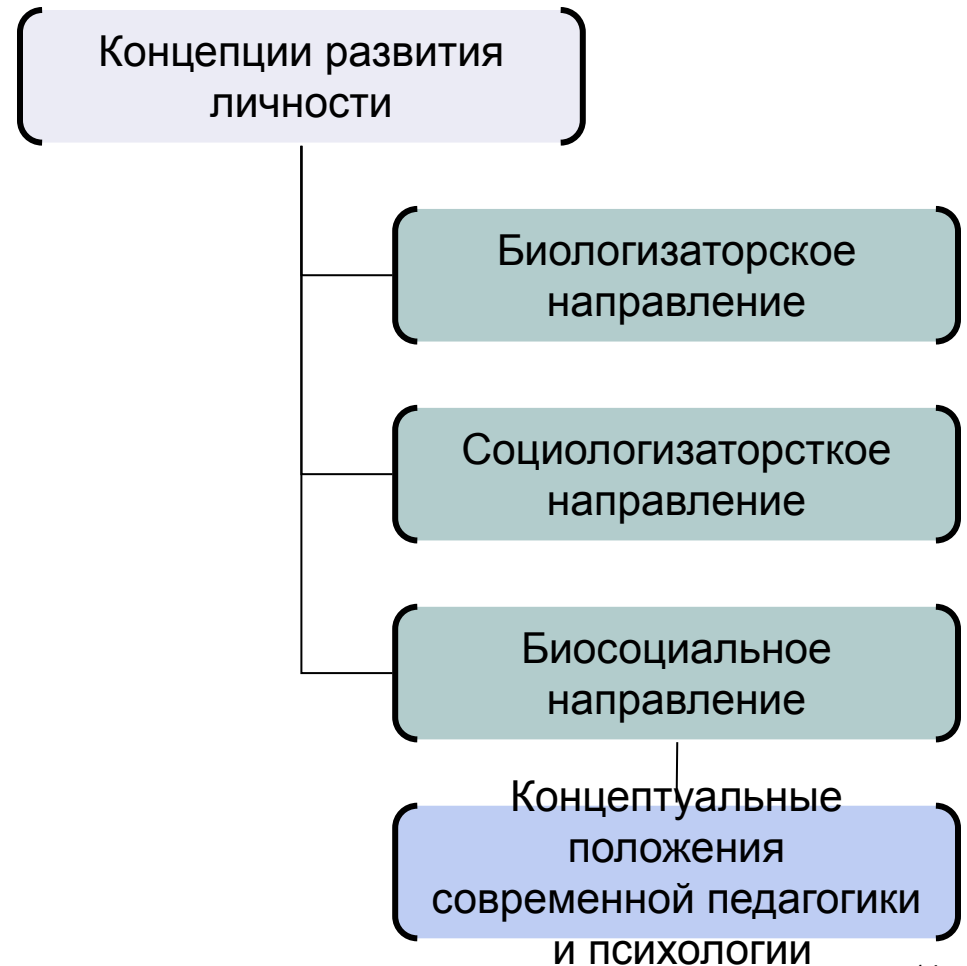 Концепции развития
личности
Биологизаторское
направление
Социологизаторсткое
направление
Биосоциальное
направление
Концептуальные
положения
современной педагогики
и психологии